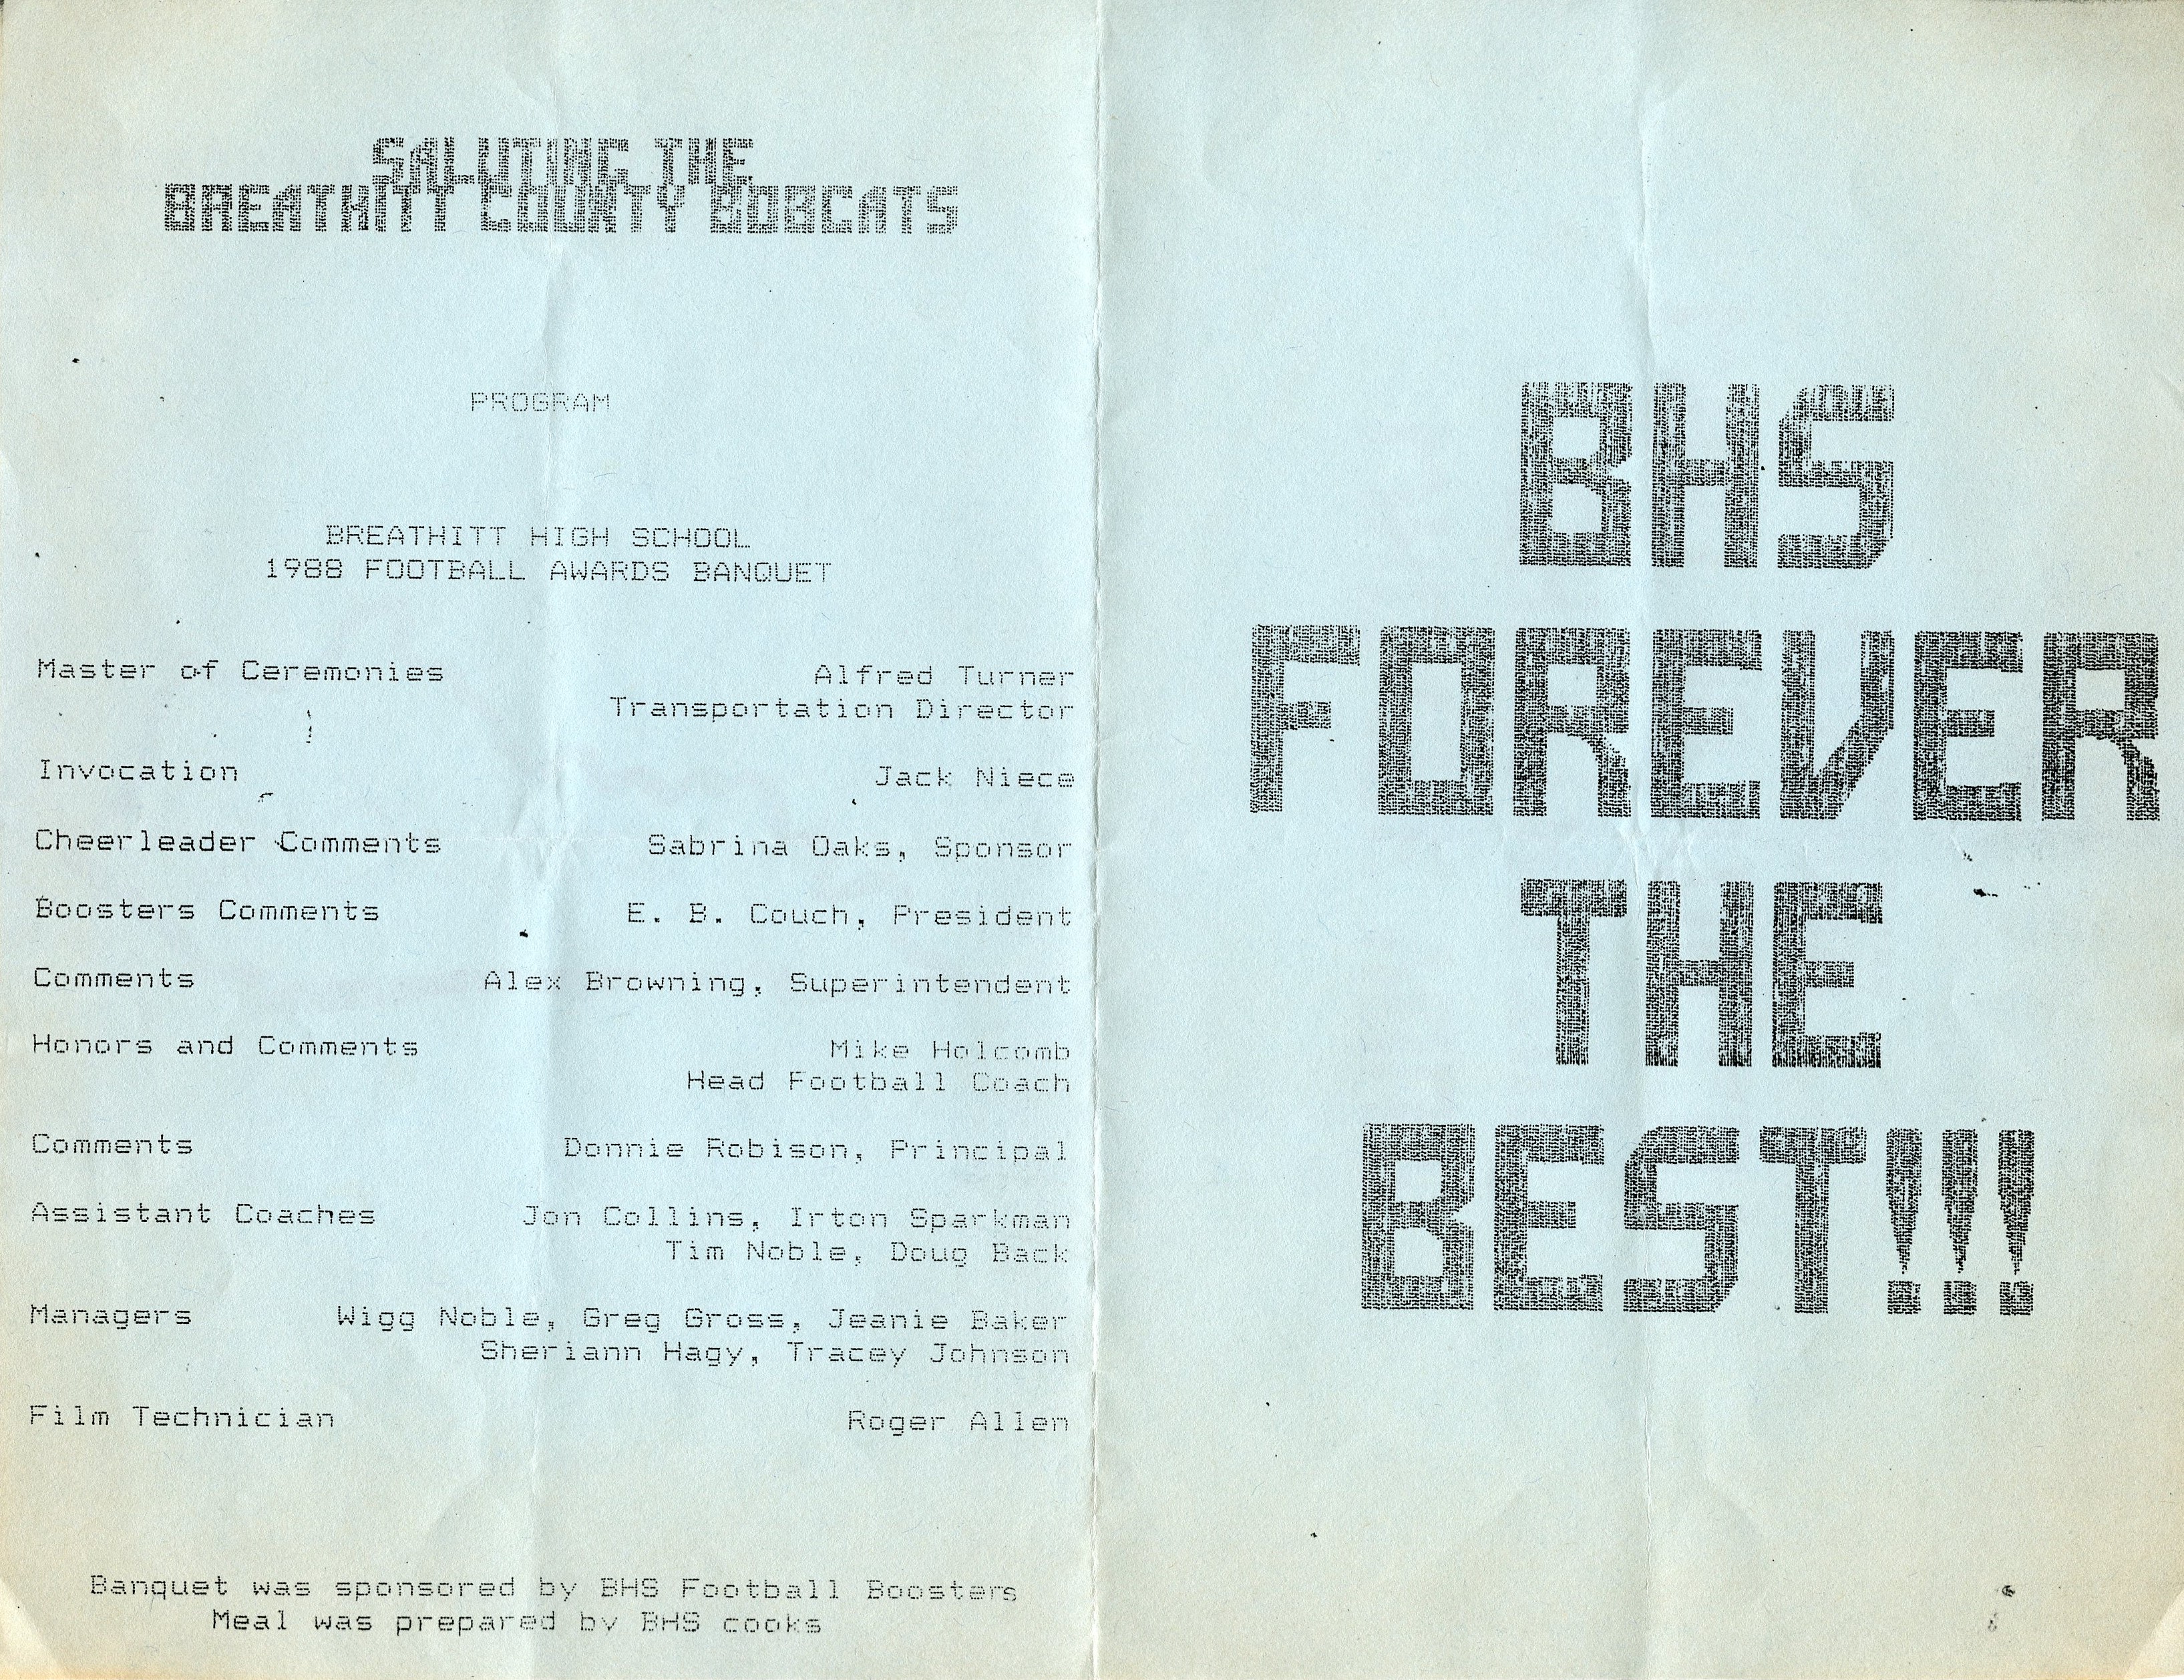 SALUTING THE
BREATHITT COUNTY BOBCATS
PROGRAM
BREATHITT HIGH SCHOOL
1988 FOOTBALL AWARDS BANQUET
Master of Ceremonies Alfred Turner
Transportation Director
Invocation Jack Niece
Cheerleader Comments Sabrina Oaks, Sponsor
Boosters Comments E. B. Couch, President
Comments Alex Browning, Superintendent
Honors and Comments Mike Holcomb
Head Football Coach
Comments Donnie Robison, Principal
Assistant Coaches Jon Collins, Irton Sparkman
Tim Noble, Doug Back
Managers Wigg Noble, Greg Gross, Jeanie Baker
Sheriann Hagy, Tracey Johnson
Film Technician Roger Allen
Banquet was sponsored by BHS Football Boosters
Meal was prepared by BHS cooks
BHS
FOREVER
THE
BEST!!!